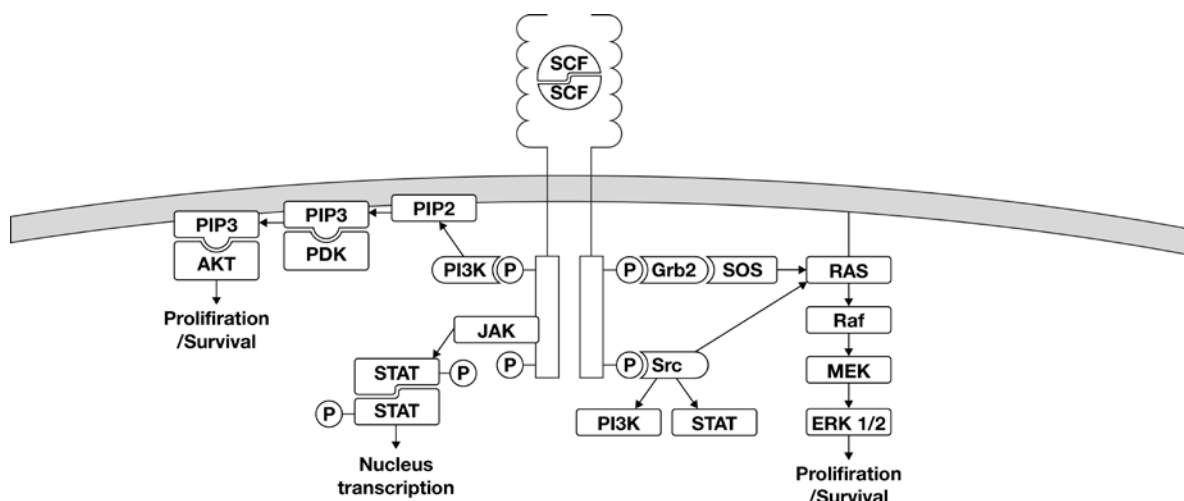 SCF
SCF
PIP3
AKT
Prolifiration
/Survival
PIP3
PDK
PIP2
PI3K
P
JAK
P
STAT
P
P
STAT
Nucleus
transcription
P
Grb2
SOS
RAS
P
Src
PI3K
STAT
Raf
MEK
ERK 1/2
Prolifiration
/Survival